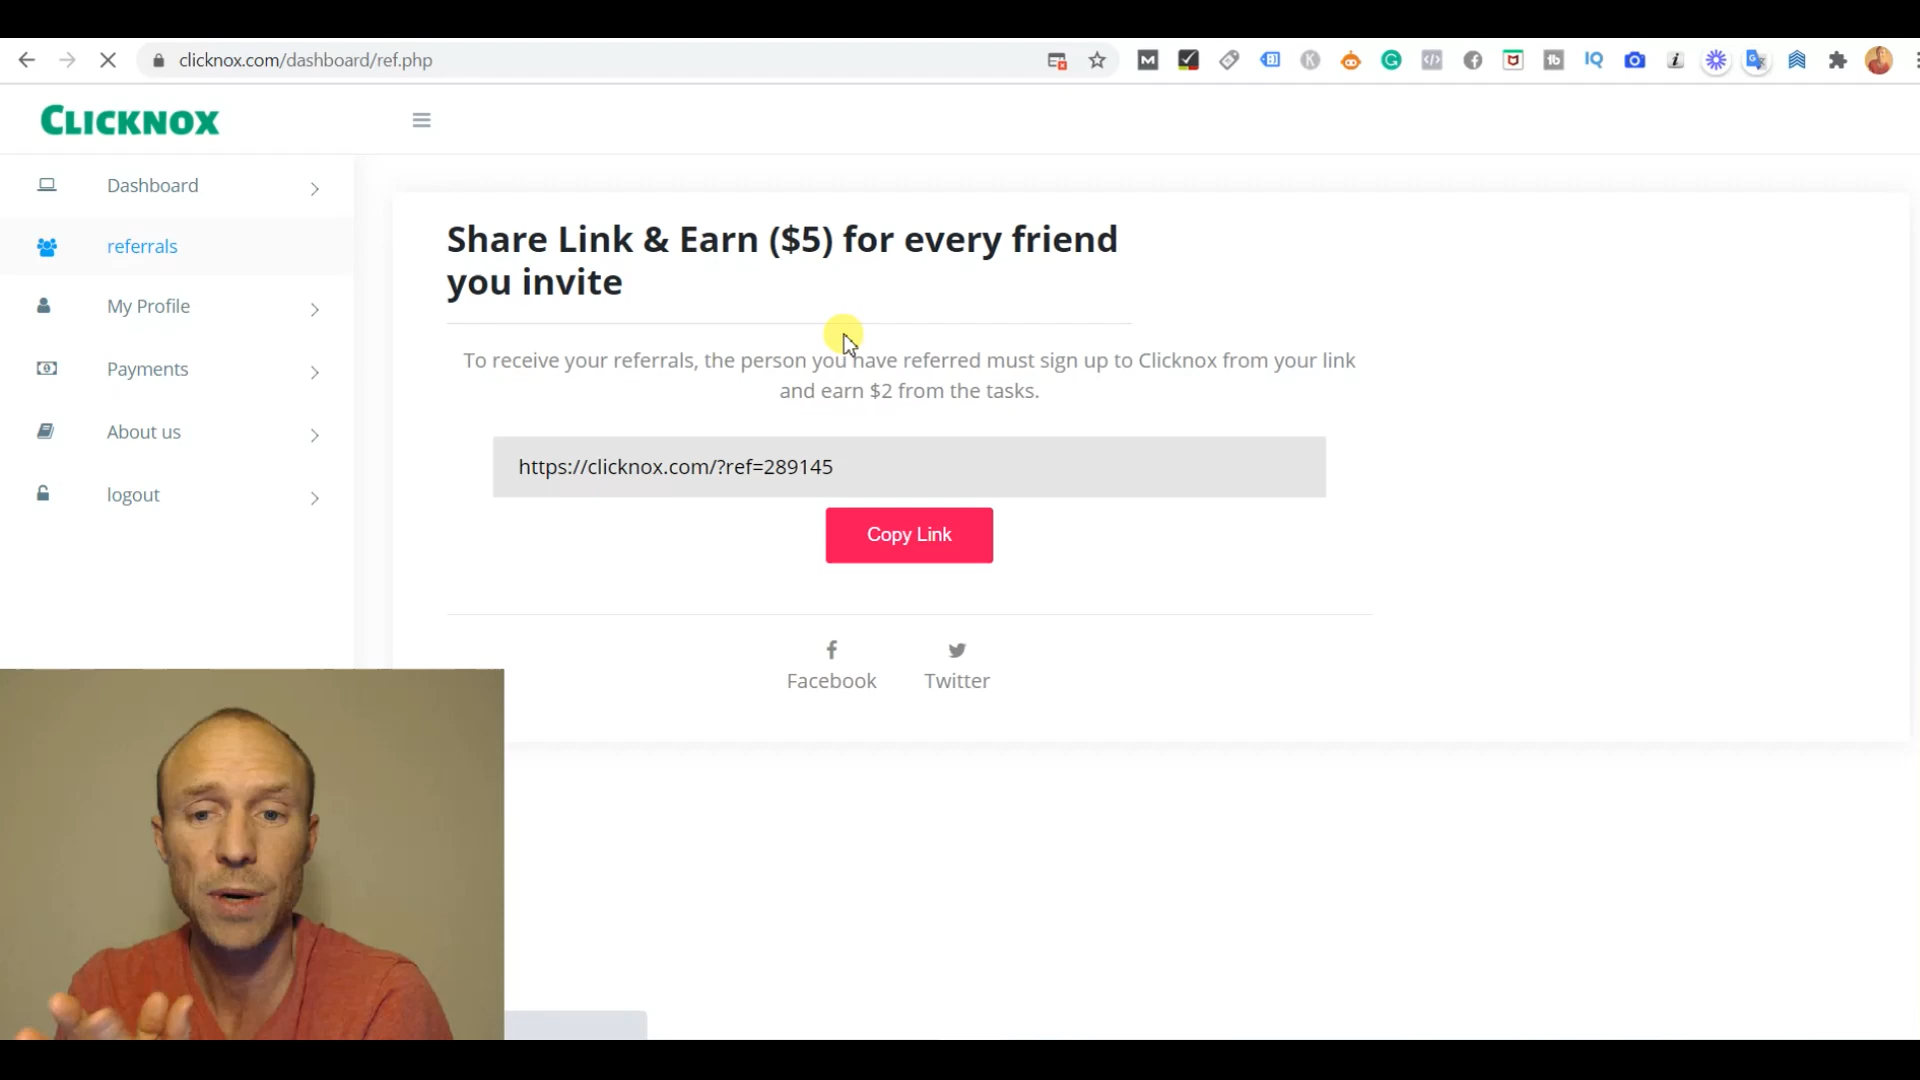 clicknox.com/dashboard/ref.php
CLICKNOX
Dashboard
referrals
My Profile
Payments
About us
logout
Share Link & Earn ($5) for every friend
you invite
To receive your referrals, the person you have referred must sign up to Clicknox from your link
and earn $2 from the tasks.
https://clicknox.com/?ref=289145
Copy Link
Facebook
Twitter